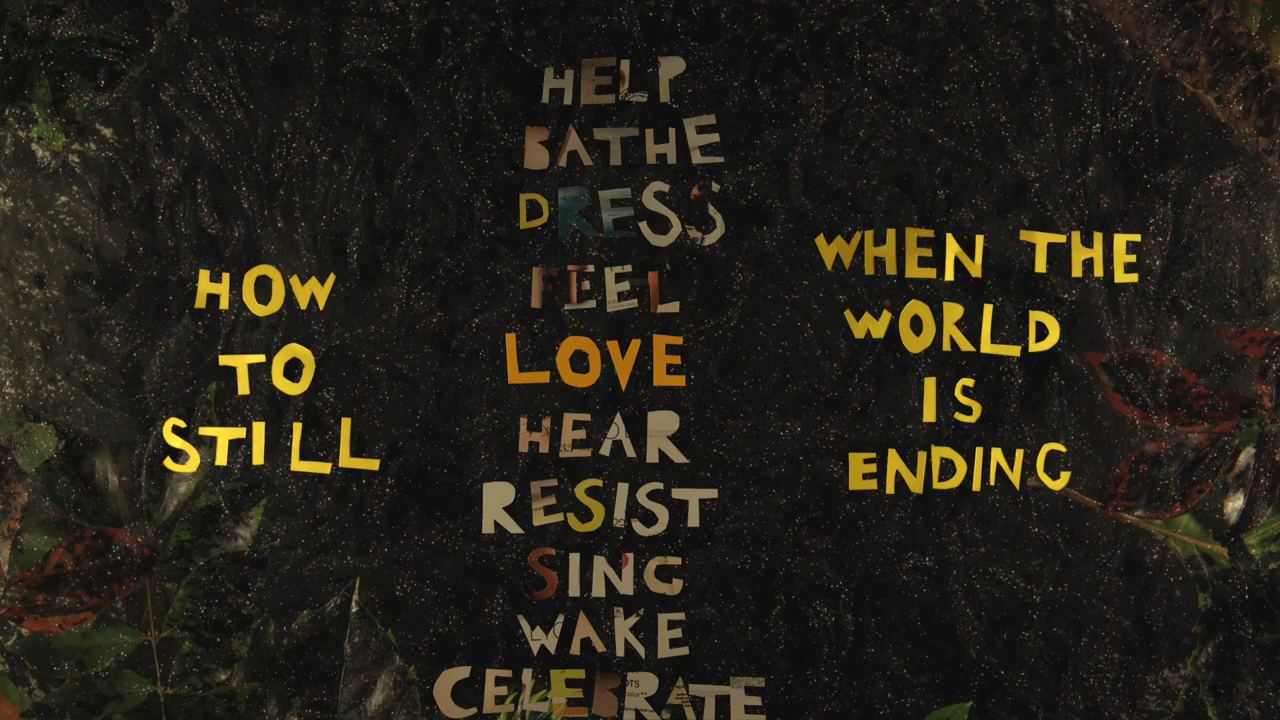 HOW
TO
STILL
HELP
BATHE
DRESS
FEEL
LOVE
HEAR
RESIST
SING
WAKE
CELEBRATE
WHEN THE
WORLD
IS
ENDING